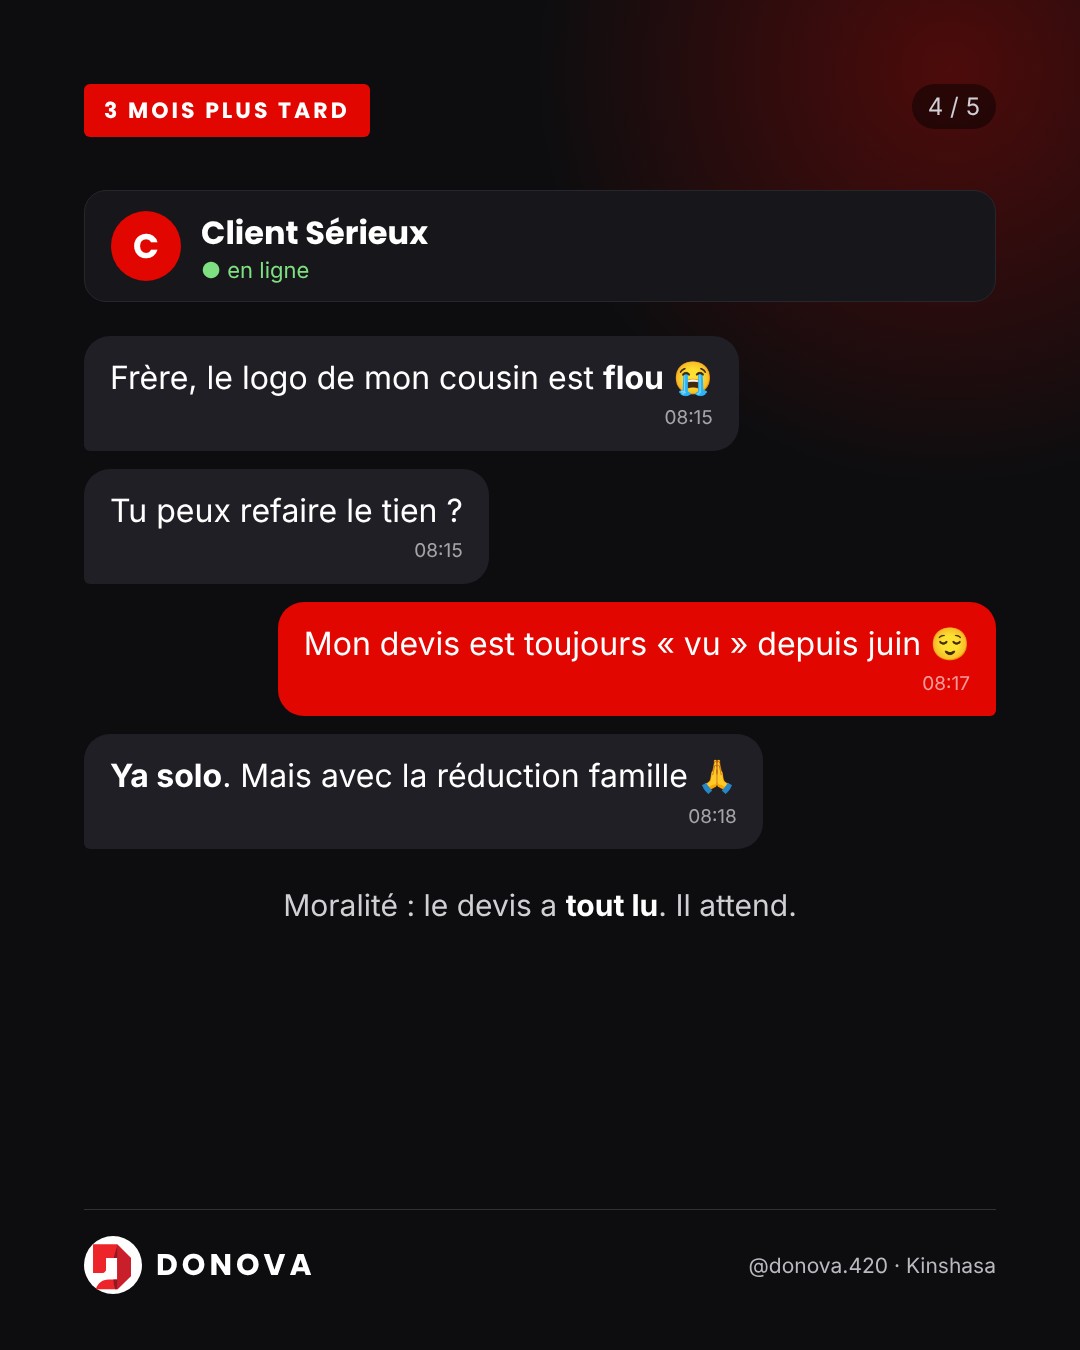 3 MOIS PLUS TARD
4 / 5
C
Client Sérieux
en ligne
Frère, le logo de mon cousin est flou 😭
08:15
Tu peux refaire le tien ?
08:15
Mon devis est toujours « vu » depuis juin 😌
08:17
Ya solo. Mais avec la réduction famille 🙏
08:18
Moralité : le devis a tout lu. Il attend.
DONOVA
@donova.420 · Kinshasa